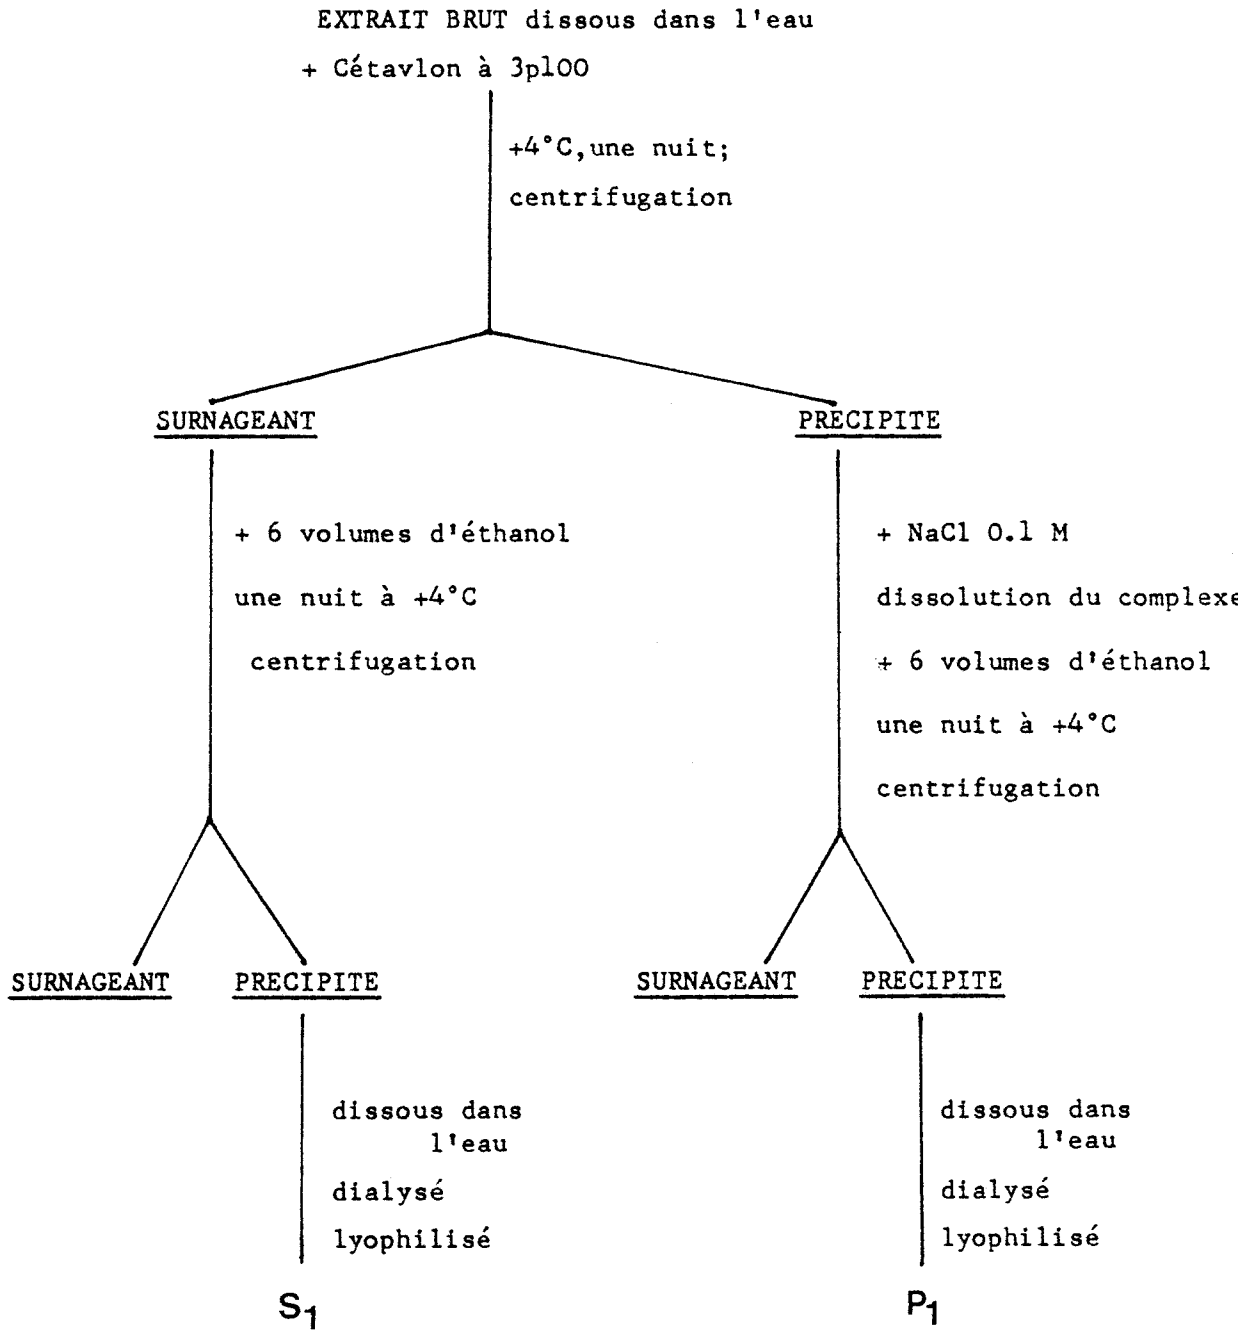 EXTRAIT BRUT dissous dans l'eau
+ Cétavlon à 3p100
+4°C,une nuit;
centrifugation
SURNAGEANT
+ 6 volumes d'éthanol
une nuit à +4°C
centrifugation
SURNAGEANT
PRECIPITE
dissous dans
l'eau
dialysé
lyophilisé
S1
PRECIPITE
+ NaCl 0.1 M
dissolution du complexe
+ 6 volumes d'éthanol
une nuit à +4°C
centrifugation
SURNAGEANT
PRECIPITE
dissous dans
l'eau
dialysé
lyophilisé
P1